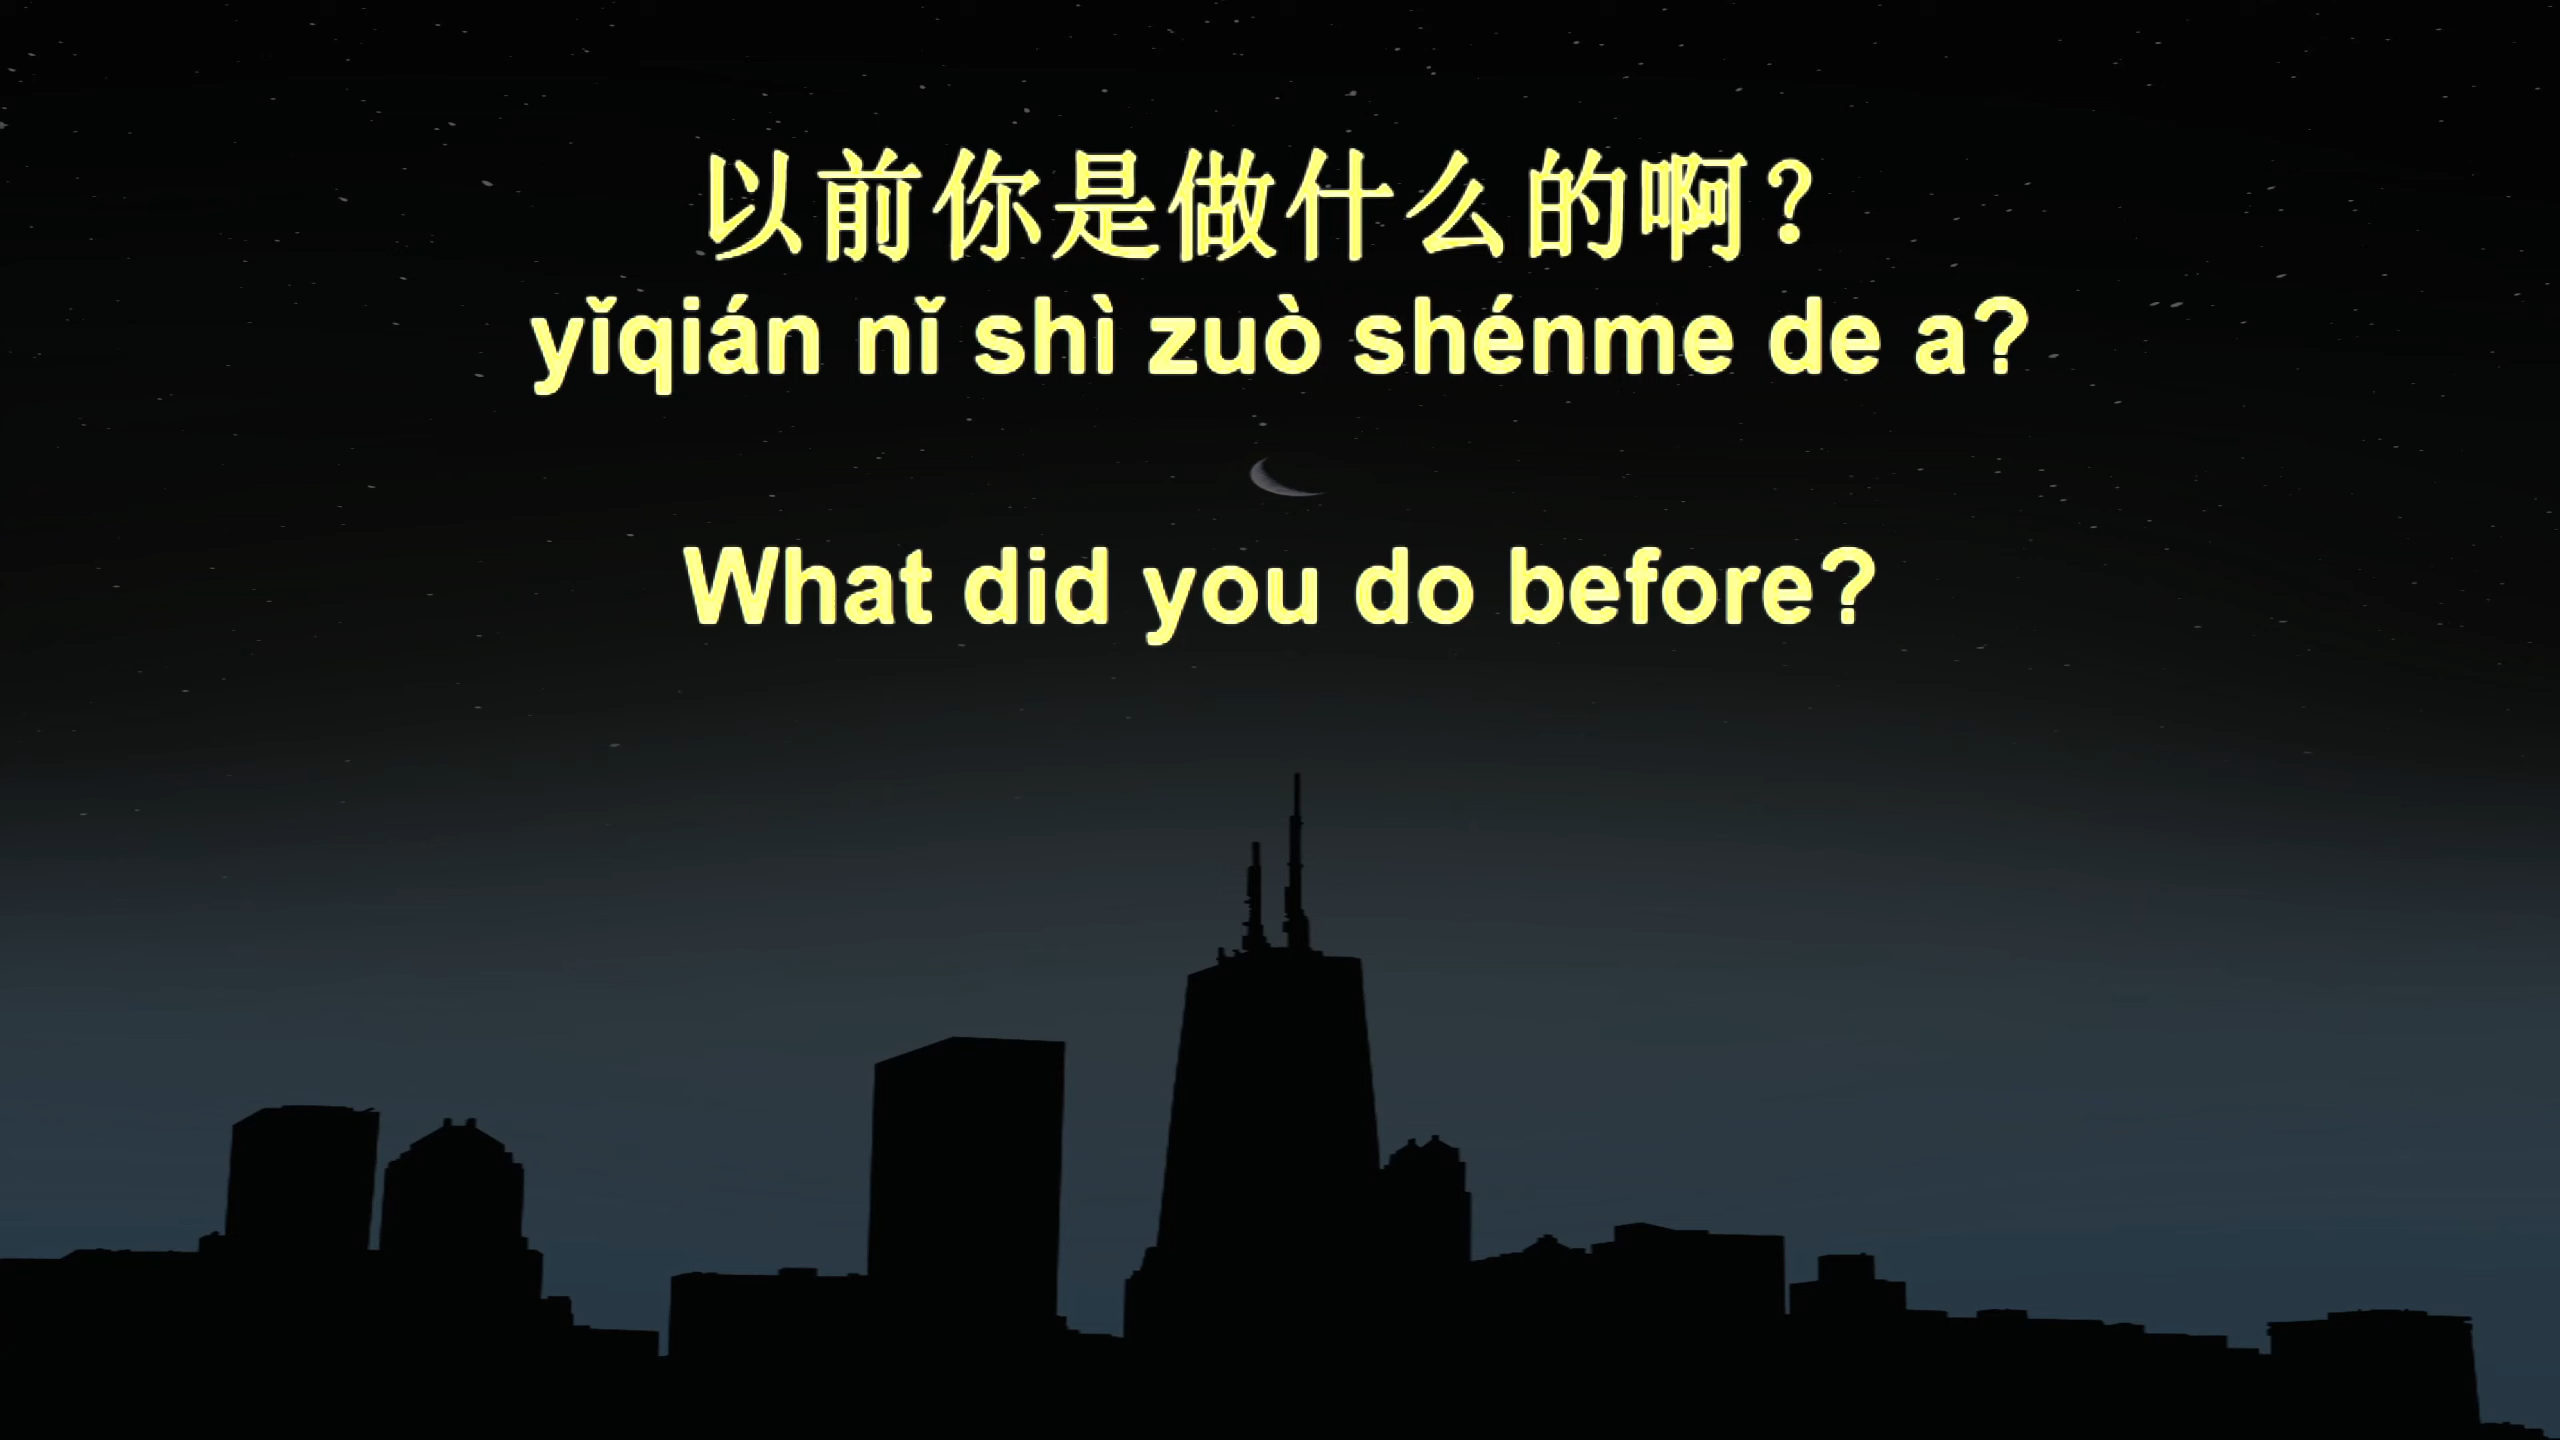 以前你是做什么的啊？
yǐqián nǐ shì zuò shénme de a?
What did you do before?